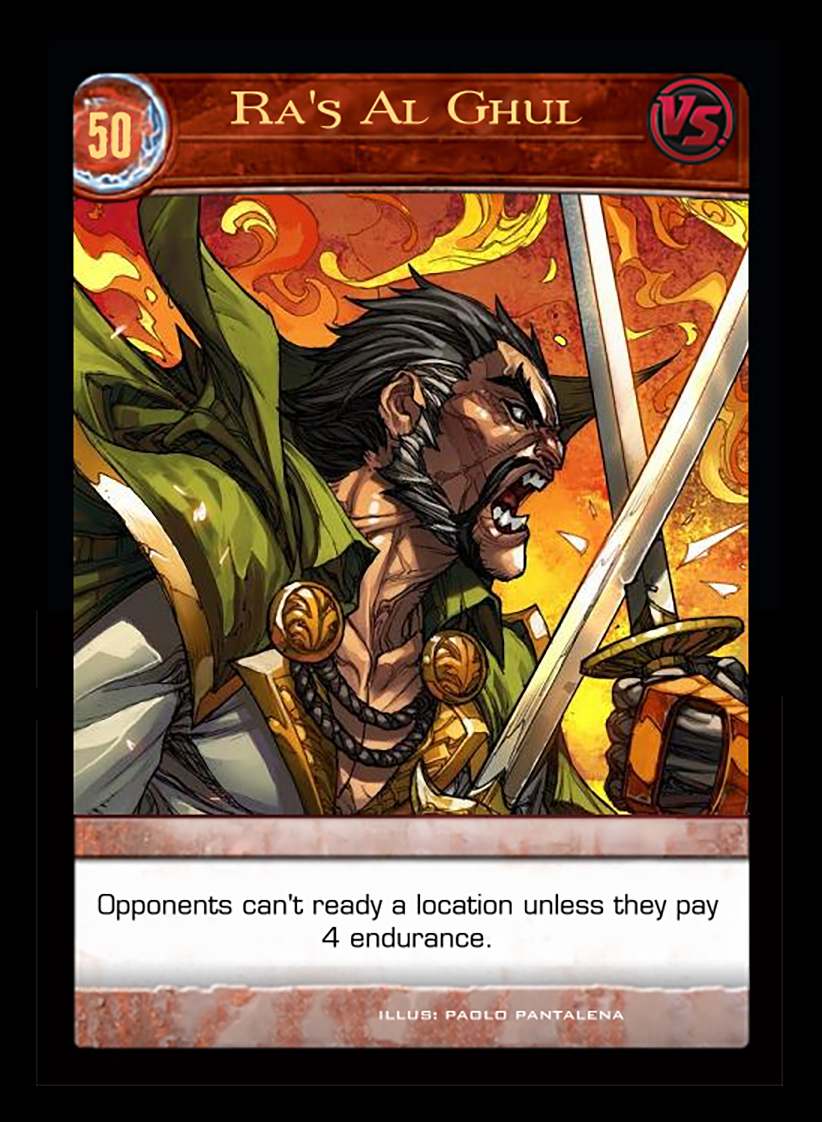 50
Ra's Al Ghul
VS.
Opponents can't ready a location unless they pay
4 endurance.
ILLUS: PAOLO PANTALENA